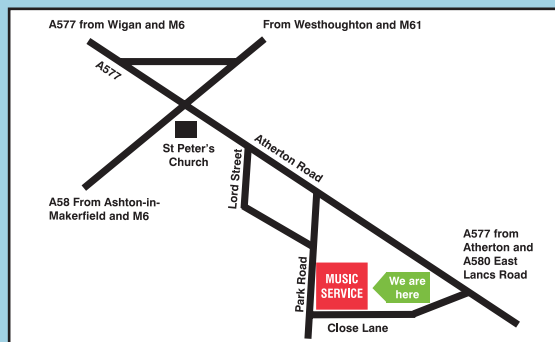 A577 from Wigan and M6
From Westhoughton and M61
A577
St Peter's
Church
Atherton Road
Lord Street
A58 From Ashton-in-
Makerfield and M6
A577 from
Atherton and
A580 East
Lancs Road
Park Road
MUSIC
SERVICE
We are
here
Close Lane